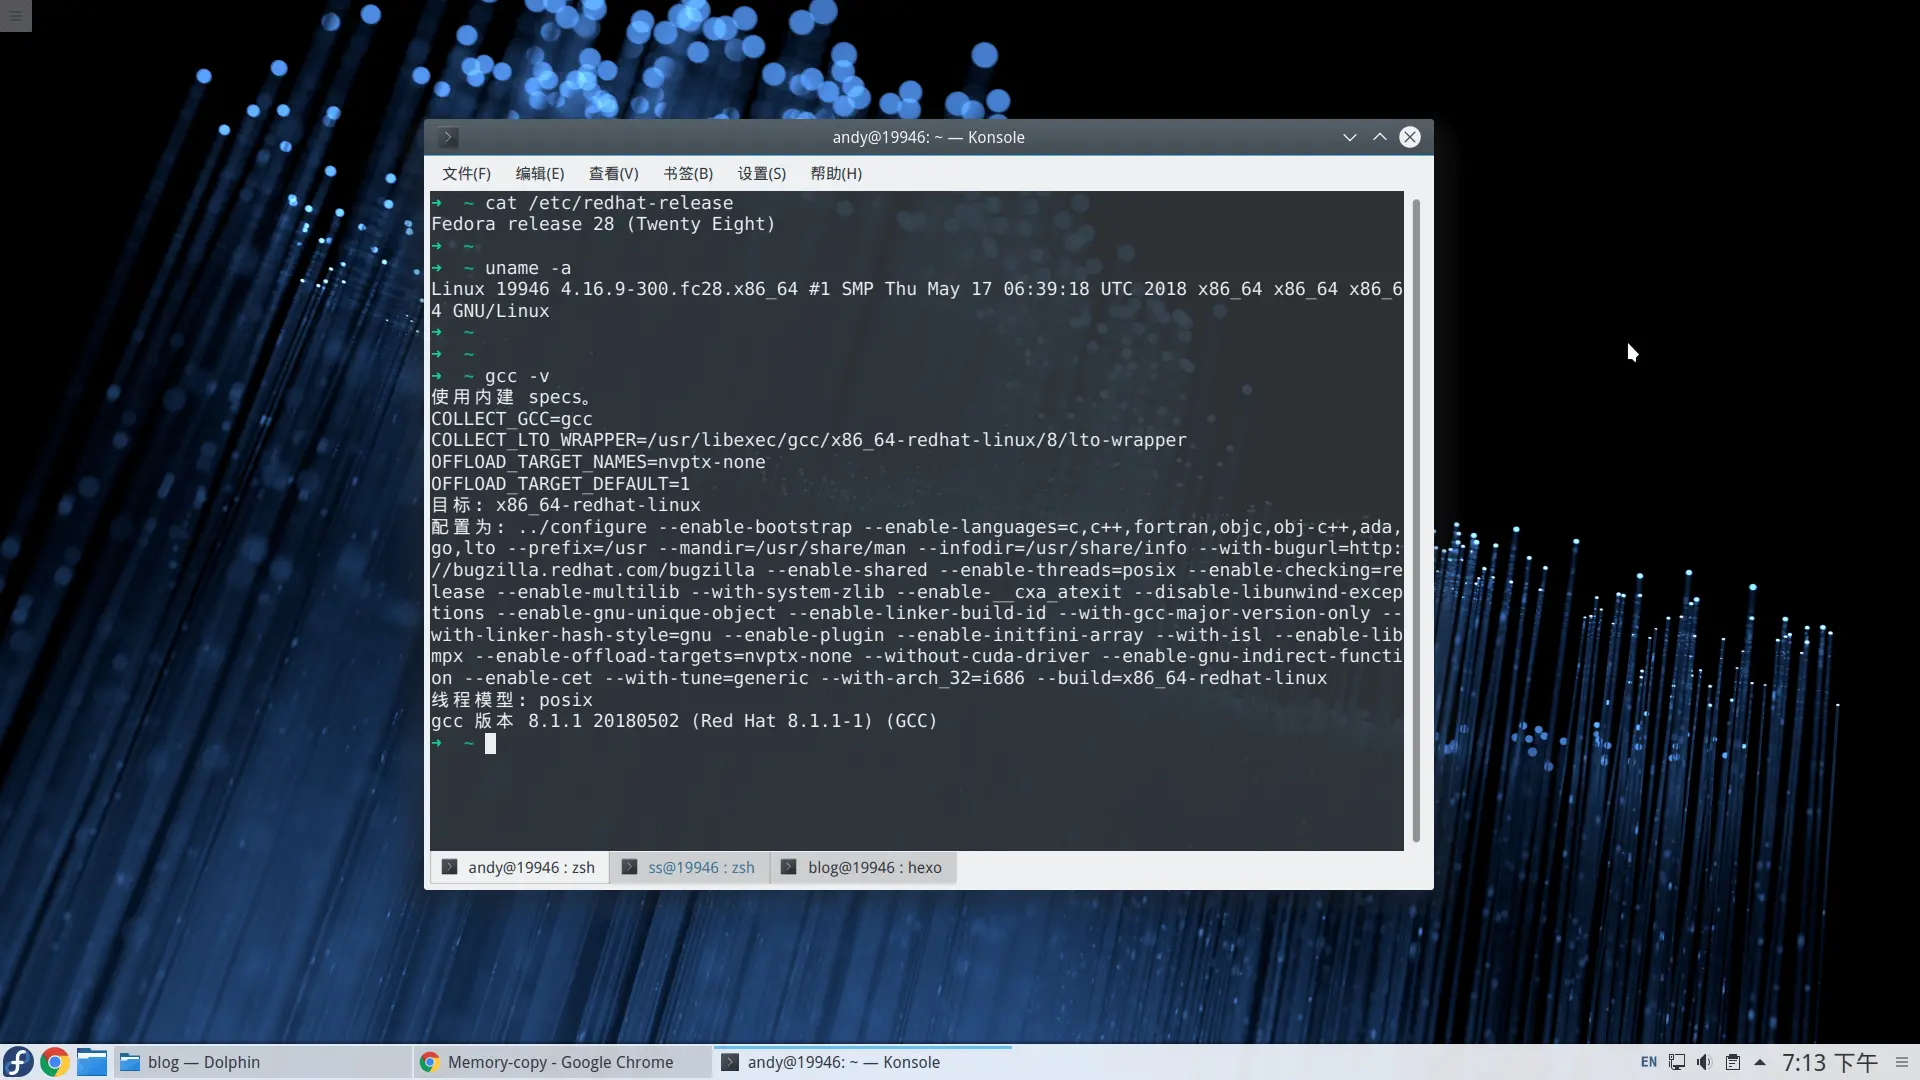 andy@19946: ~ — Konsole
文件(F) 编辑(E) 查看(V) 书签(B) 设置(S) 帮助(H)
➜ ~ cat /etc/redhat-release
Fedora release 28 (Twenty Eight)
➜ ~
➜ ~ uname -a
Linux 19946 4.16.9-300.fc28.x86_64 #1 SMP Thu May 17 06:39:18 UTC 2018 x86_64 x86_64 x86_6
4 GNU/Linux
➜ ~
➜ ~
➜ ~ gcc -v
使用内建 specs。
COLLECT_GCC=gcc
COLLECT_LTO_WRAPPER=/usr/libexec/gcc/x86_64-redhat-linux/8/lto-wrapper
OFFLOAD_TARGET_NAMES=nvptx-none
OFFLOAD_TARGET_DEFAULT=1
目标: x86_64-redhat-linux
配置为: ../configure --enable-bootstrap --enable-languages=c,c++,fortran,objc,obj-c++,ada,
go,lto --prefix=/usr --mandir=/usr/share/man --infodir=/usr/share/info --with-bugurl=http:
//bugzilla.redhat.com/bugzilla --enable-shared --enable-threads=posix --enable-checking=re
lease --enable-multilib --with-system-zlib --enable-__cxa_atexit --disable-libunwind-excep
tions --enable-gnu-unique-object --enable-linker-build-id --with-gcc-major-version-only --
with-linker-hash-style=gnu --enable-plugin --enable-initfini-array --with-isl --enable-lib
mpx --enable-offload-targets=nvptx-none --without-cuda-driver --enable-gnu-indirect-functi
on --enable-cet --with-tune=generic --with-arch_32=i686 --build=x86_64-redhat-linux
线程模型: posix
gcc 版本 8.1.1 20180502 (Red Hat 8.1.1-1) (GCC)
➜ ~
andy@19946 : zsh ss@19946 : zsh blog@19946 : hexo
blog — Dolphin Memory-copy - Google Chrome andy@19946: ~ — Konsole EN 7:13 下午